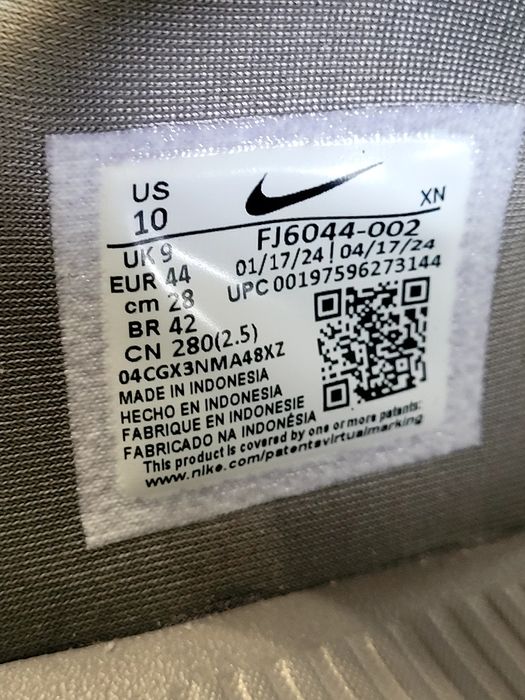 US
10
XN
UK 9
EUR 44
cm 28
BR 42
CN 280(2.5)
FJ6044-002
01/17/24 | 04/17/24
UPC 00197596273144
04CGX3NMA48XZ
MADE IN INDONESIA
HECHO EN INDONESIA
FABRIQUE EN INDONESIE
FABRICADO NA INDONÉSIA
This product is covered by one or more patents:
www.nike.com/patentsvirtualmarking